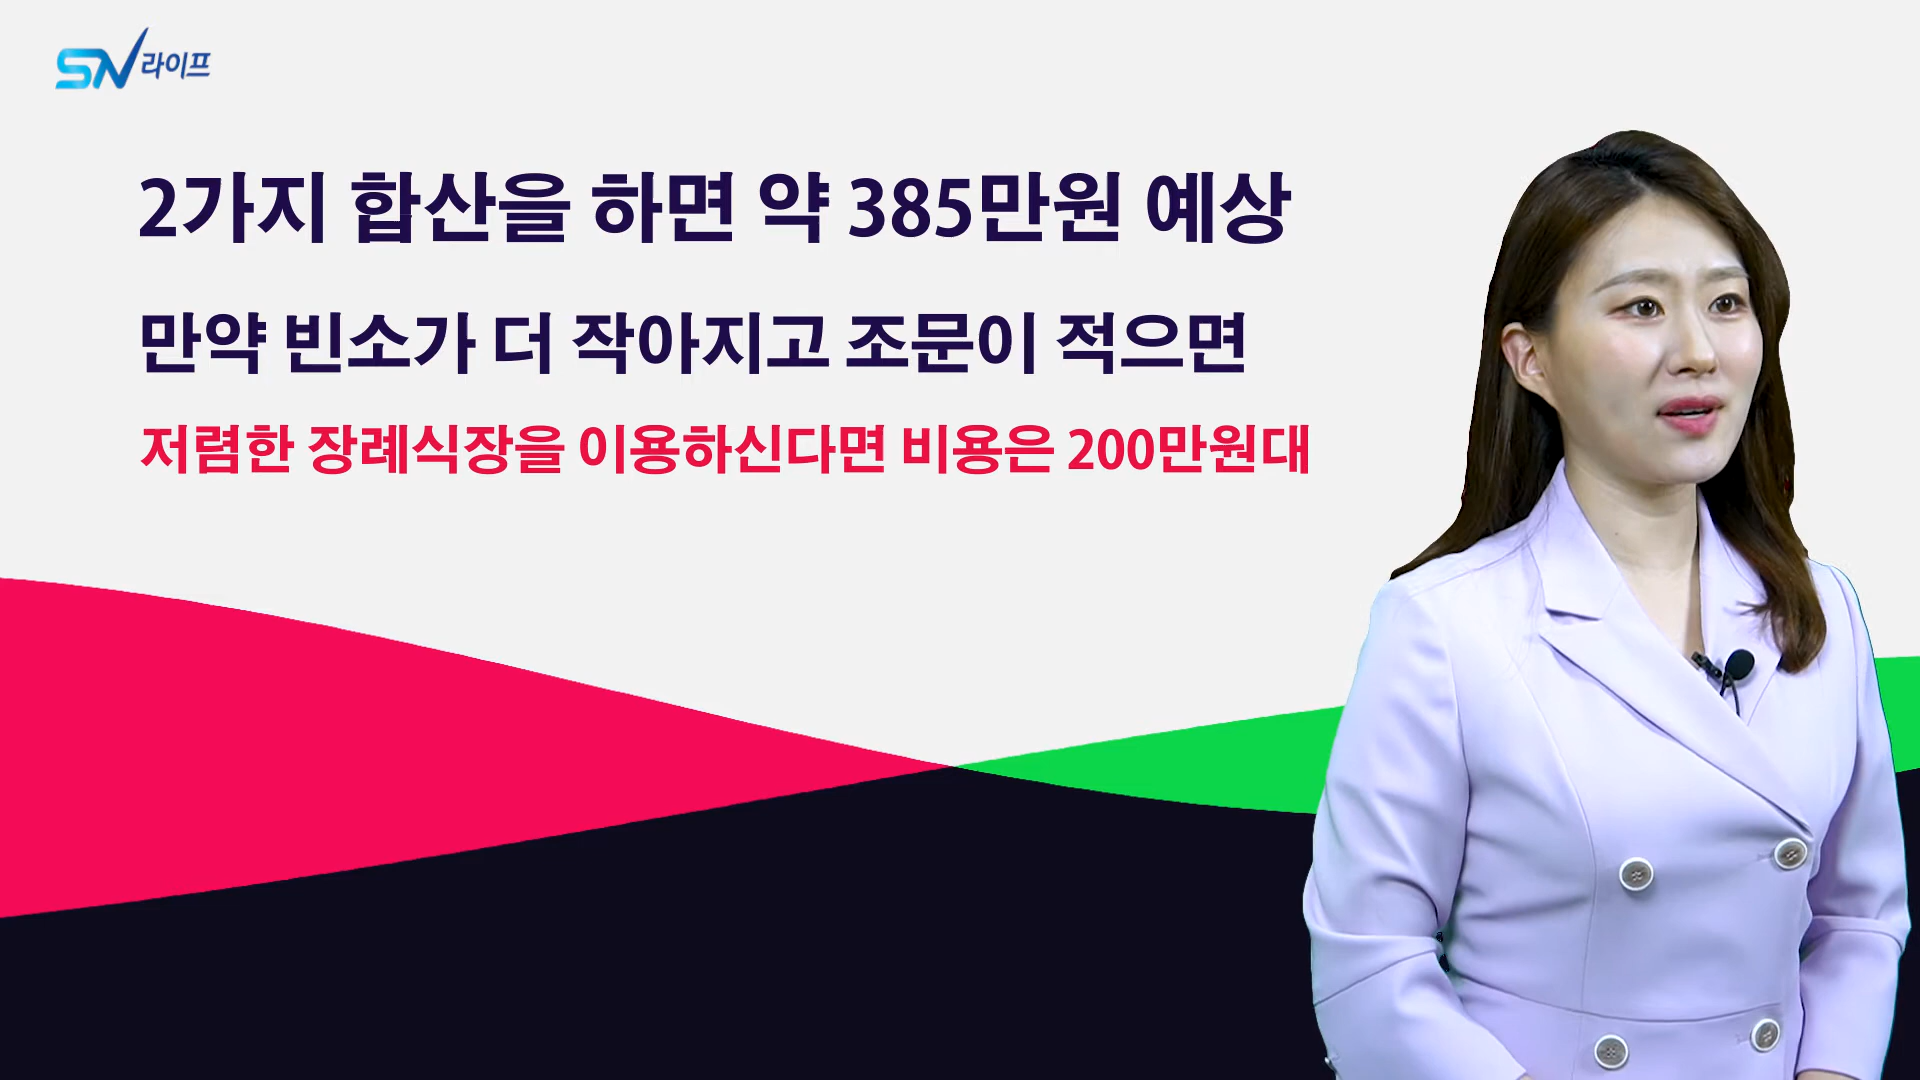 SN라이프
2가지 합산을 하면 약 385만원 예상
만약 빈소가 더 작아지고 조문이 적으면
저렴한 장례식장을 이용하신다면 비용은 200만원대